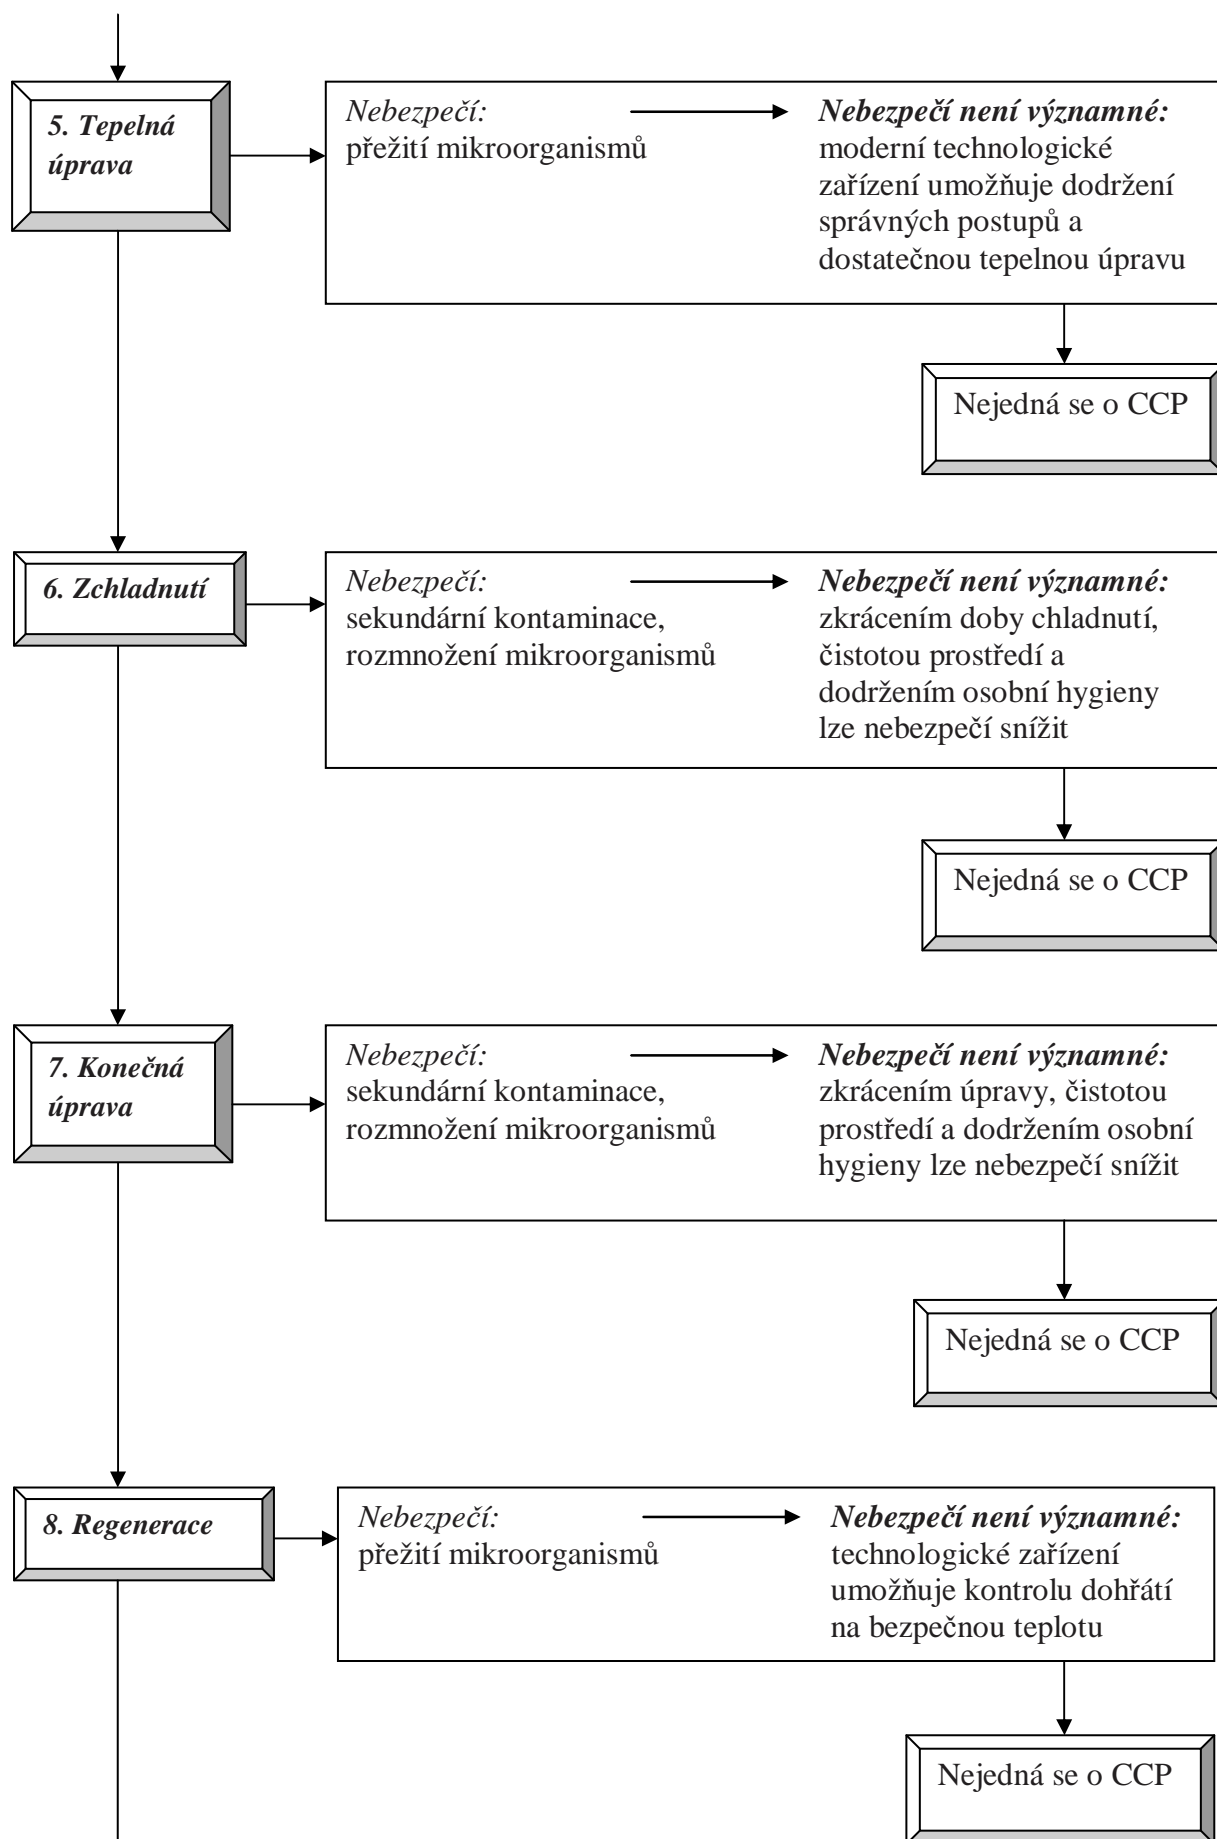 5. Tepelná
úprava
Nebezpečí:
přežití mikroorganismů
Nebezpečí není významné:
moderní technologické
zařízení umožňuje dodržení
správných postupů a
dostatečnou tepelnou úpravu
Nejedná se o CCP
6. Zchladnutí
Nebezpečí:
sekundární kontaminace,
rozmnožení mikroorganismů
Nebezpečí není významné:
zkrácením doby chladnutí,
čistotou prostředí a
dodržením osobní hygieny
lze nebezpečí snížit
Nejedná se o CCP
7. Konečná
úprava
Nebezpečí:
sekundární kontaminace,
rozmnožení mikroorganismů
Nebezpečí není významné:
zkrácením úpravy, čistotou
prostředí a dodržením osobní
hygieny lze nebezpečí snížit
Nejedná se o CCP
8. Regenerace
Nebezpečí:
přežití mikroorganismů
Nebezpečí není významné:
technologické zařízení
umožňuje kontrolu dohřátí
na bezpečnou teplotu
Nejedná se o CCP